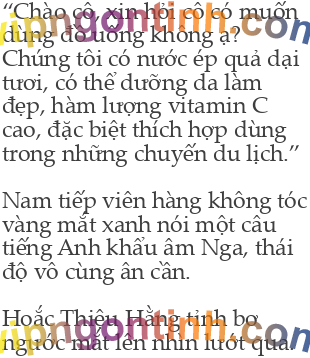 “Chào cô, xin hỏi cô có muốn
dùng đồ uống không ạ?
Chúng tôi có nước ép quả dại
tươi, có thể dưỡng da làm
đẹp, hàm lượng vitamin C
cao, đặc biệt thích hợp dùng
trong những chuyến du lịch.”
Nam tiếp viên hàng không tóc
vàng mắt xanh nói một câu
tiếng Anh khẩu âm Nga, thái
độ vô cùng ân cần.
Hoắc Thiệu Hằng tỉnh bơ
ngước mắt lên nhìn lướt qua